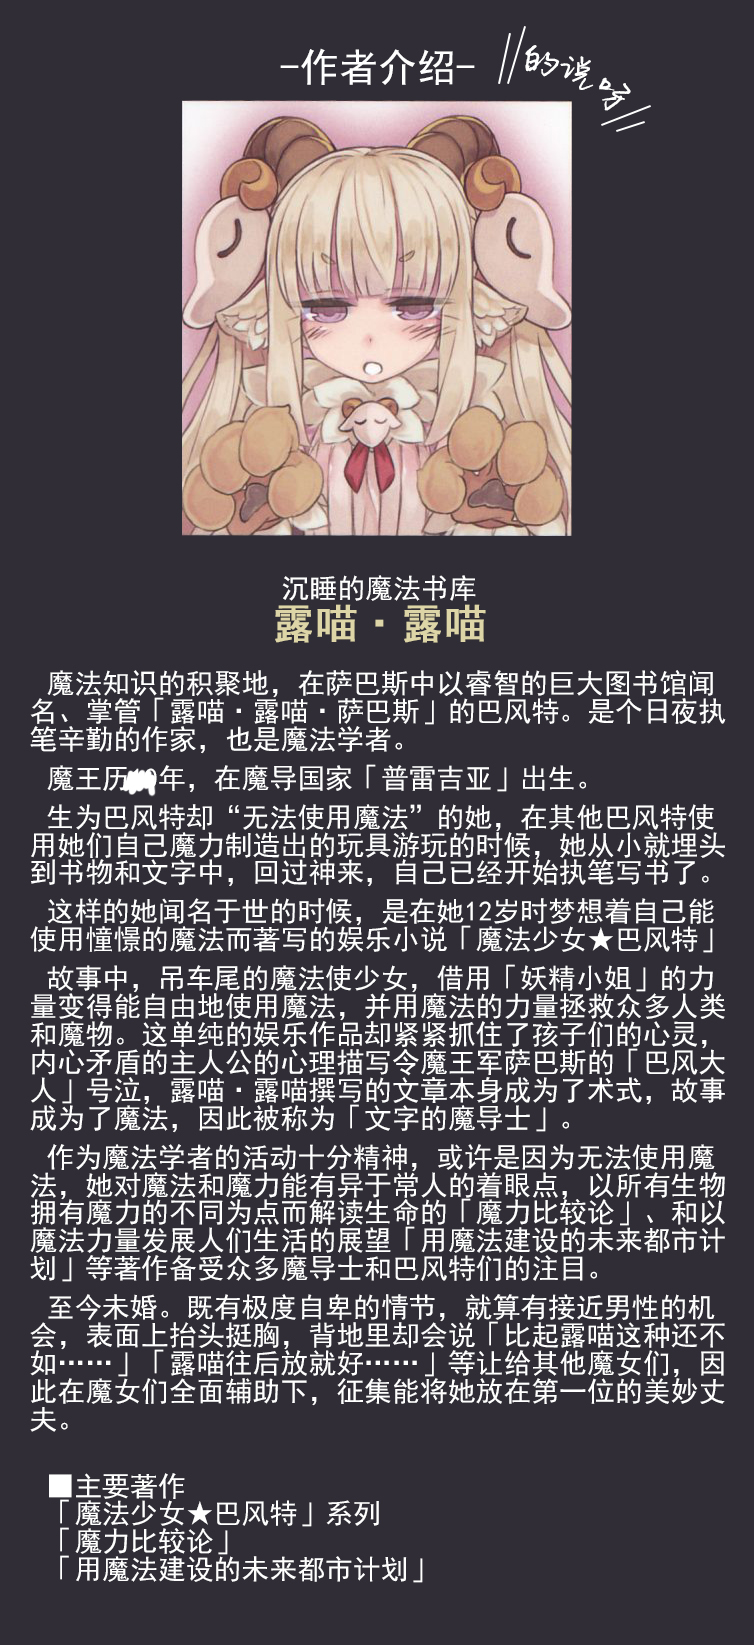 -作者介绍-
的说呀
沉睡的魔法书库
露喵·露喵
魔法知识的积聚地，在萨巴斯中以睿智的巨大图书馆闻
名、掌管「露喵·露喵·萨巴斯」的巴风特。是个日夜执
笔辛勤的作家，也是魔法学者。
魔王历年，在魔导国家「普雷吉亚」出生。
生为巴风特却“无法使用魔法”的她，在其他巴风特使
用她们自己魔力制造出的玩具游玩的时候，她从小就埋头
到书物和文字中，回过神来，自己已经开始执笔写书了。
这样的她闻名于世的时候，是在她12岁时梦想着自己能
使用憧憬的魔法而著写的娱乐小说「魔法少女★巴风特」
故事中，吊车尾的魔法使少女，借用「妖精小姐」的力
量变得能自由地使用魔法，并用魔法的力量拯救众多人类
和魔物。这单纯的娱乐作品却紧紧抓住了孩子们的心灵，
内心矛盾的主人公的心理描写令魔王军萨巴斯的「巴风大
人」号泣，露喵·露喵撰写的文章本身成为了术式，故事
成为了魔法，因此被称为「文字的魔导士」。
作为魔法学者的活动十分精神，或许是因为无法使用魔
法，她对魔法和魔力能有异于常人的着眼点，以所有生物
拥有魔力的不同为点而解读生命的「魔力比较论」、和以
魔法力量发展人们生活的展望「用魔法建设的未来都市计
划」等著作备受众多魔导士和巴风特们的注目。
至今未婚。既有极度自卑的情节，就算有接近男性的机
会，表面上抬头挺胸，背地里却会说「比起露喵这种还不
如……」「露喵往后放就好……」等让给其他魔女们，因
此在魔女们全面辅助下，征集能将她放在第一位的美妙丈
夫。
■主要著作
「魔法少女★巴风特」系列
「魔力比较论」
「用魔法建设的未来都市计划」